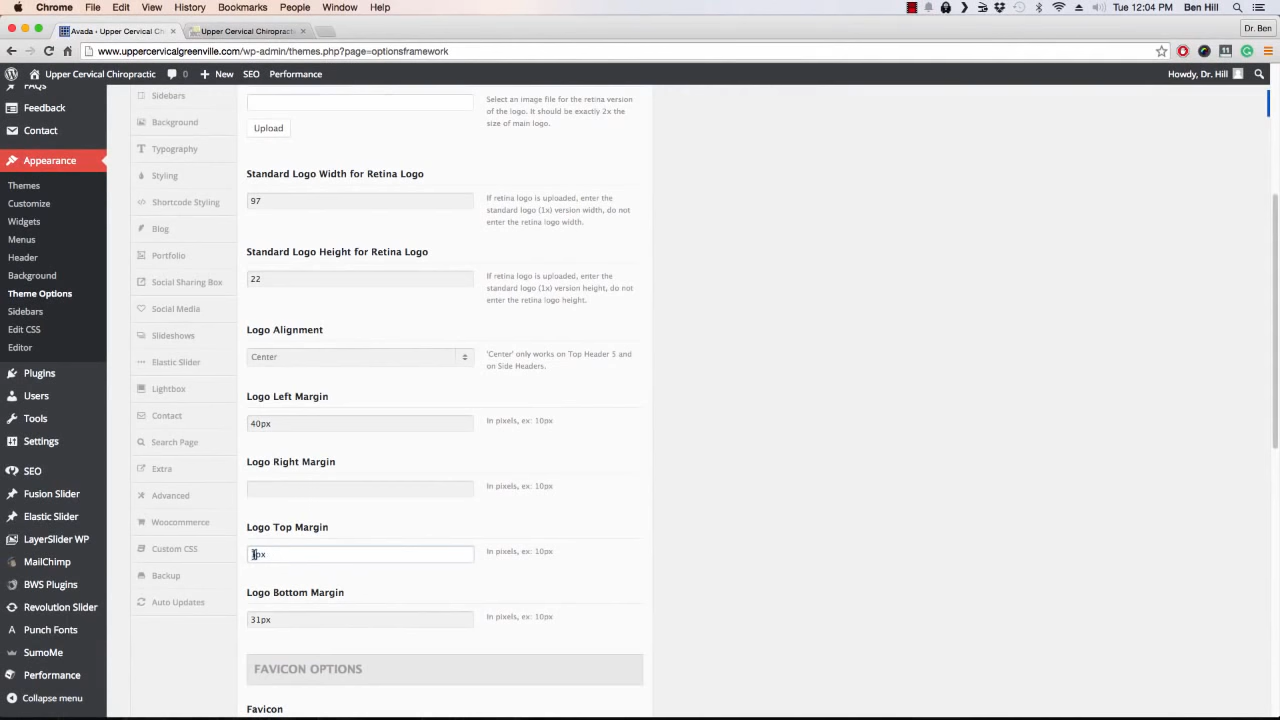 Chrome File Edit View History Bookmarks People Window Help Tue 12:04 PM Ben Hill
Avada - Upper Cervical Chi
Upper Cervical Chiropractic
Dr. Ben
www.uppercervicalgreenville.com/wp-admin/themes.php?page=optionsframework
Upper Cervical Chiropractic 0 New SEO Performance Howdy, Dr. Hill
FAQs
Feedback
Contact
Appearance
Themes
Customize
Widgets
Menus
Header
Background
Theme Options
Sidebars
Edit CSS
Editor
Plugins
Users
Tools
Settings
SEO
Fusion Slider
Elastic Slider
LayerSlider WP
MailChimp
BWS Plugins
Revolution Slider
Punch Fonts
SumoMe
Performance
Collapse menu
Sidebars
Background
Typography
Styling
Shortcode Styling
Blog
Portfolio
Social Sharing Box
Social Media
Slideshows
Elastic Slider
Lightbox
Contact
Search Page
Extra
Advanced
Woocommerce
Custom CSS
Backup
Auto Updates
Select an image file for the retina version
of the logo. It should be exactly 2x the
size of main logo.
Upload
Standard Logo Width for Retina Logo
97
If retina logo is uploaded, enter the
standard logo (1x) version width, do not
enter the retina logo width.
Standard Logo Height for Retina Logo
22
If retina logo is uploaded, enter the
standard logo (1x) version height, do not
enter the retina logo height.
Logo Alignment
Center
'Center' only works on Top Header 5 and
on Side Headers.
Logo Left Margin
40px
In pixels, ex: 10px
Logo Right Margin
In pixels, ex: 10px
Logo Top Margin
In pixels, ex: 10px
Logo Bottom Margin
31px
In pixels, ex: 10px
FAVICON OPTIONS
Favicon